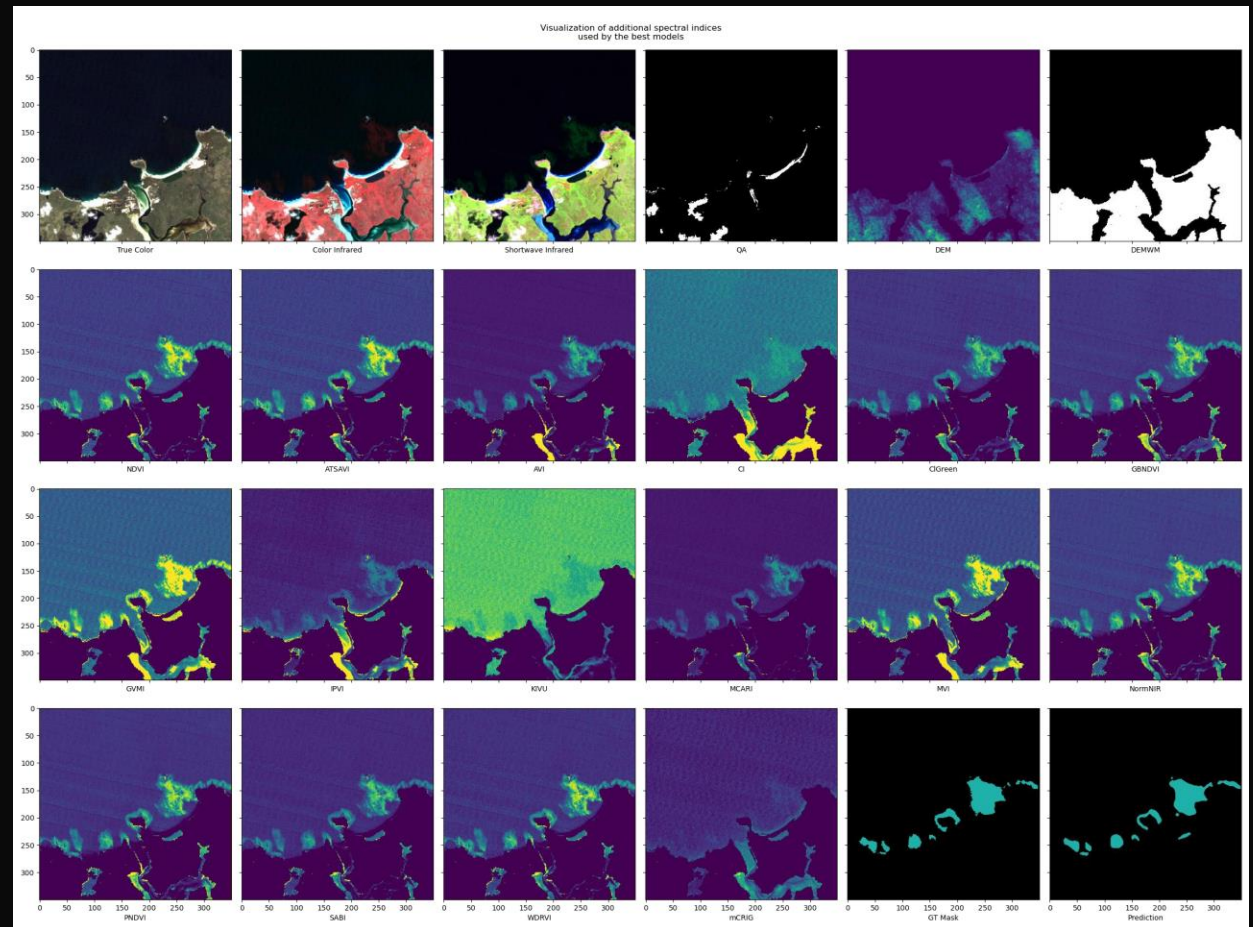 Visualization of additional spectral indices
used by the best models
0
50
100
150
200
250
300
True Color
Color Infrared
Shortwave Infrared
QA
DEM
DEMWM
0
50
100
150
200
250
300
NDVI
ATSAVI
AVI
CI
CIGreen
GBNDVI
0
50
100
150
200
250
300
GVMI
IPVI
KIVU
MCARI
MVI
NormNIR
0
50
100
150
200
250
300
0 50 100 150 200 250 300
0 50 100 150 200 250 300
0 50 100 150 200 250 300
0 50 100 150 200 250 300
0 50 100 150 200 250 300
0 50 100 150 200 250 300
PNDVI
SABI
WDRVI
mCRIG
GT Mask
Prediction